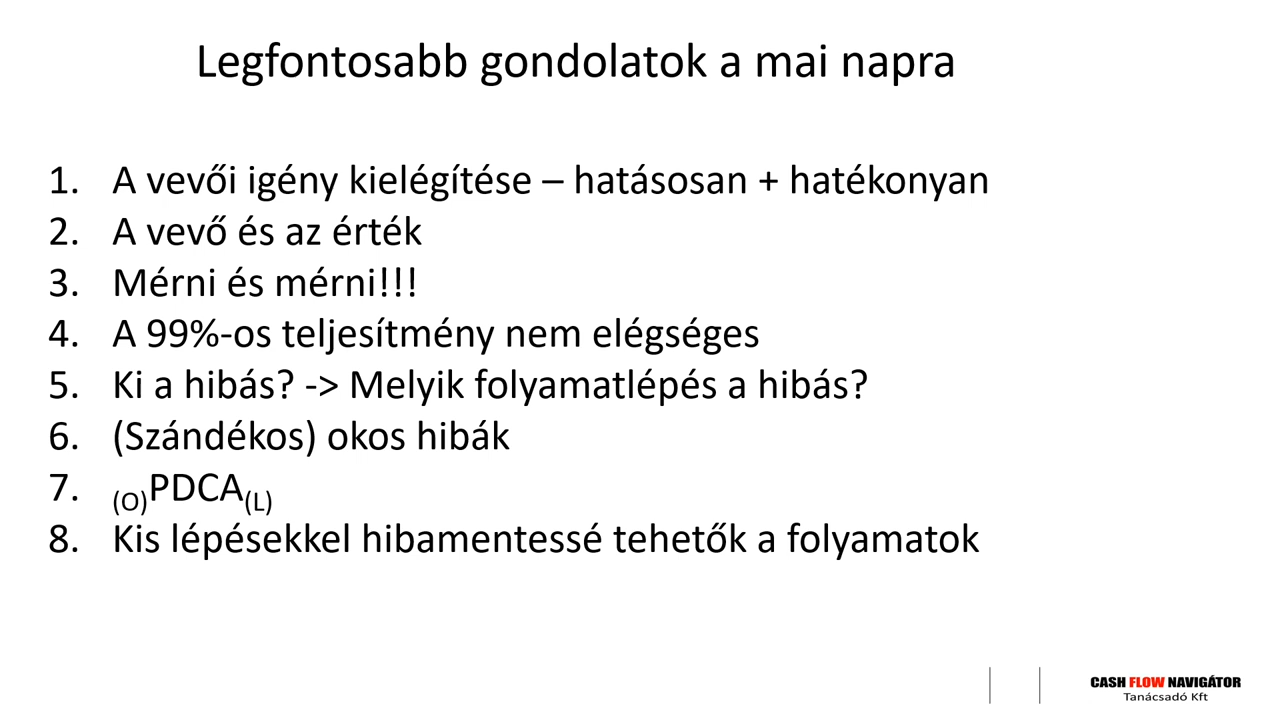 Legfontosabb gondolatok a mai napra
1. A vevői igény kielégítése – hatásosan + hatékonyan
2. A vevő és az érték
3. Mérni és mérni!!!
4. A 99%-os teljesítmény nem elégséges
5. Ki a hibás? -> Melyik folyamatlépés a hibás?
6. (Szándékos) okos hibák
7. (O)PDCA(L)
8. Kis lépésekkel hibamentessé tehetők a folyamatok
CASH FLOW NAVIGÁTOR
Tanácsadó Kft